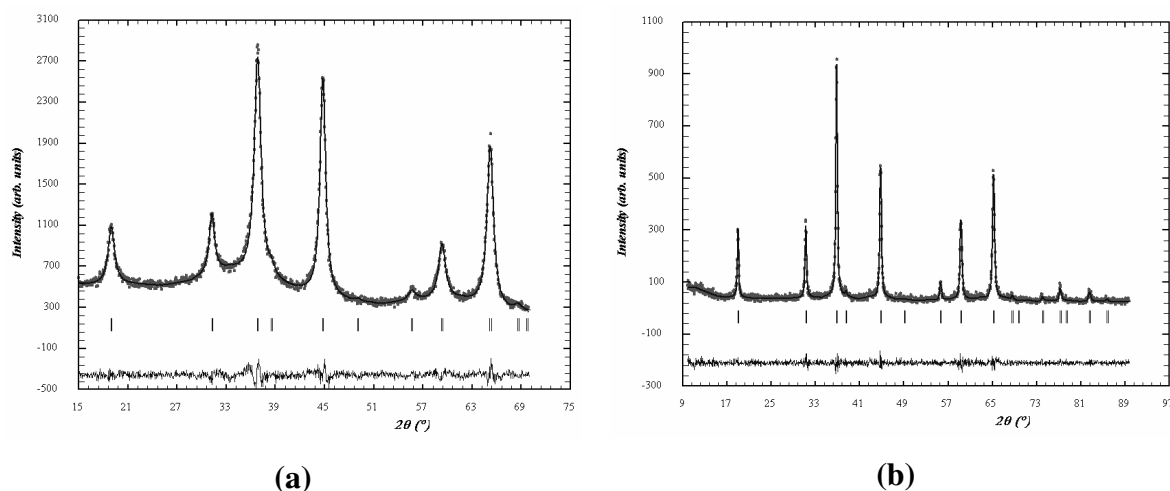 3100
2700
2300
1900
1500
1100
700
300
-100
-500
Intensity (arb. units)
15 21 27 33 39 45 51 57 63 69 75
2θ (°)
(a)
1100
900
700
500
300
100
-100
-300
Intensity (arb. units)
9 17 25 33 41 49 57 65 73 81 89 97
2θ (°)
(b)